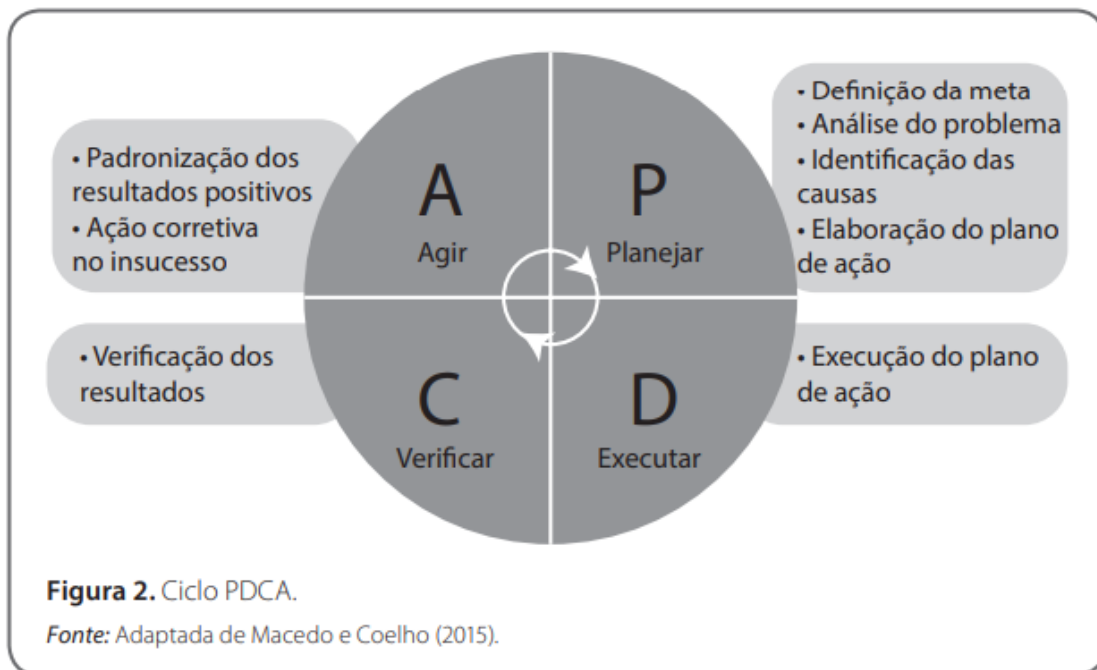 A
Agir
• Padronização dos
resultados positivos
• Ação corretiva
no insucesso
P
Planejar
• Definição da meta
• Análise do problema
• Identificação das
causas
• Elaboração do plano
de ação
C
Verificar
• Verificação dos
resultados
D
Executar
• Execução do plano
de ação
Figura 2. Ciclo PDCA.
Fonte: Adaptada de Macedo e Coelho (2015).